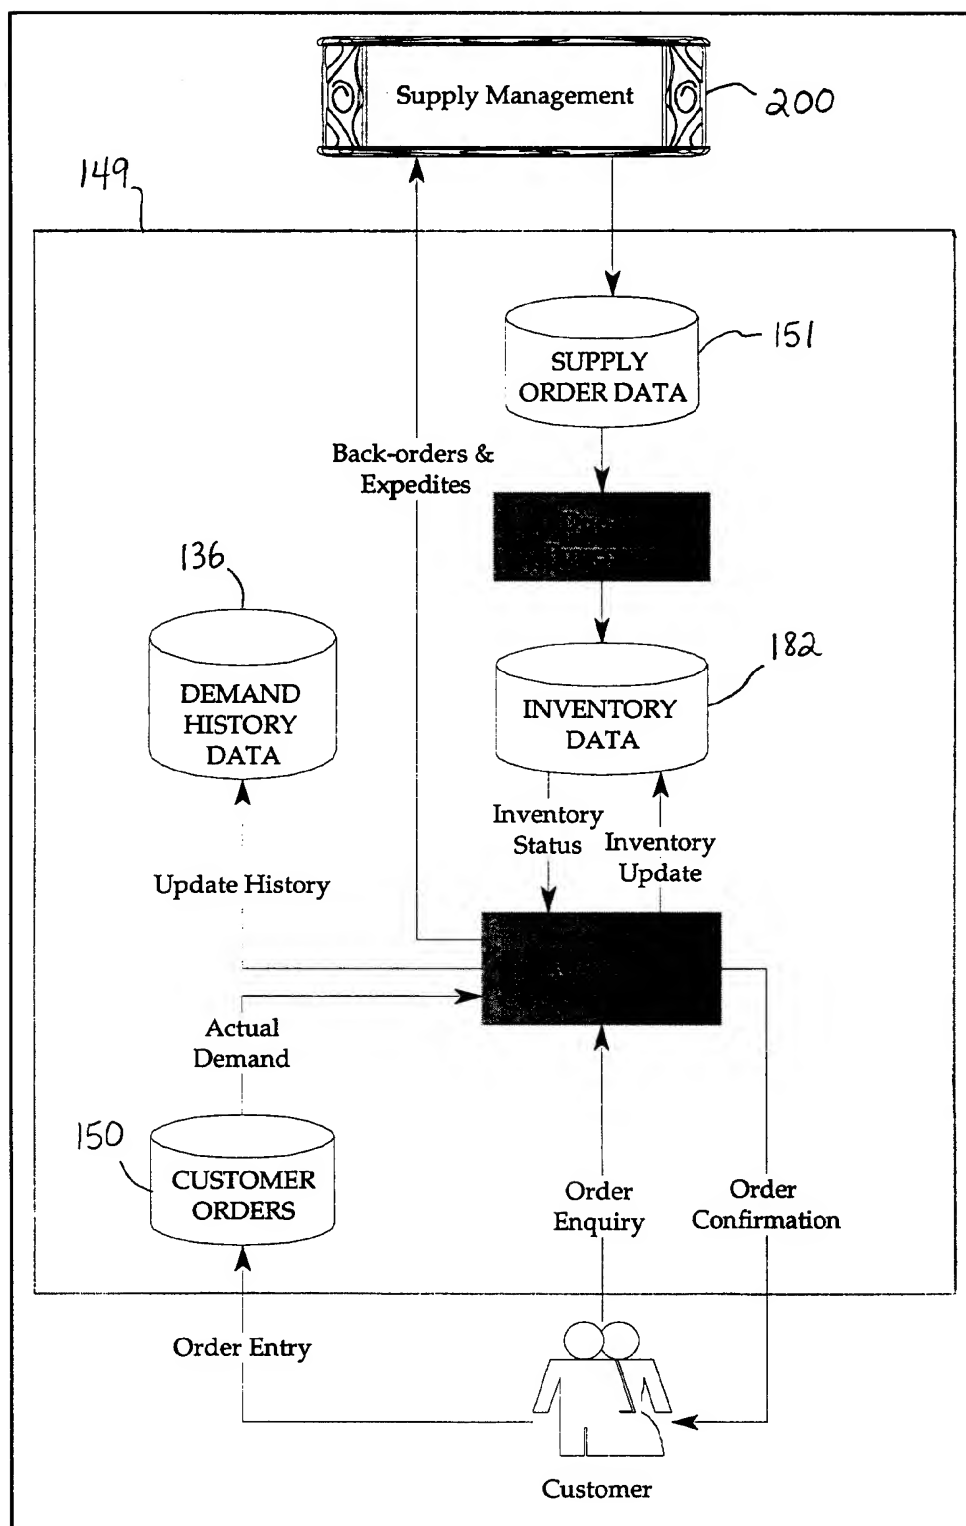 Supply Management
200
149
151
SUPPLY
ORDER DATA
Back-orders &
Expedites
136
182
DEMAND
HISTORY
DATA
INVENTORY
DATA
Inventory
Status
Inventory
Update
Update History
Actual
Demand
150
CUSTOMER
ORDERS
Order
Enquiry
Order
Confirmation
Order Entry
Customer